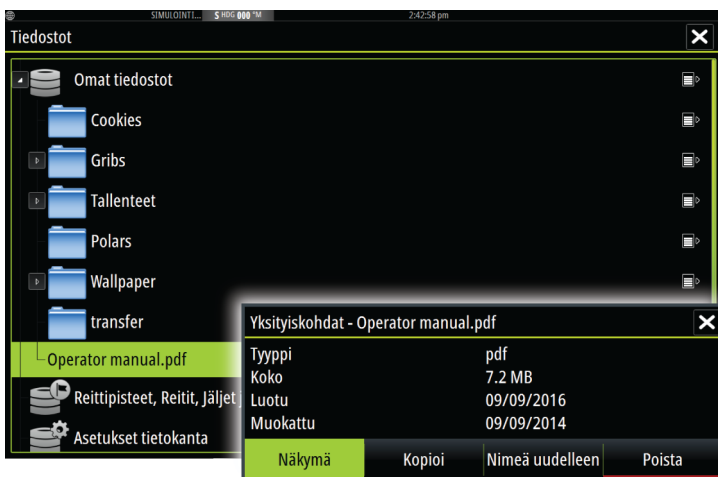 SIMULOINTI... S HDG 000 °M 2:42:58 pm
Tiedostot
Omat tiedostot
Cookies
Gribs
Tallenteet
Polars
Wallpaper
transfer
Operator manual.pdf
Reittipisteet, Reitit, Jäljet j
Asetukset tietokanta
Yksityiskohdat - Operator manual.pdf
Tyyppi pdf
Koko 7.2 MB
Luotu 09/09/2016
Muokattu 09/09/2014
Näkymä Kopioi Nimeä uudelleen Poista